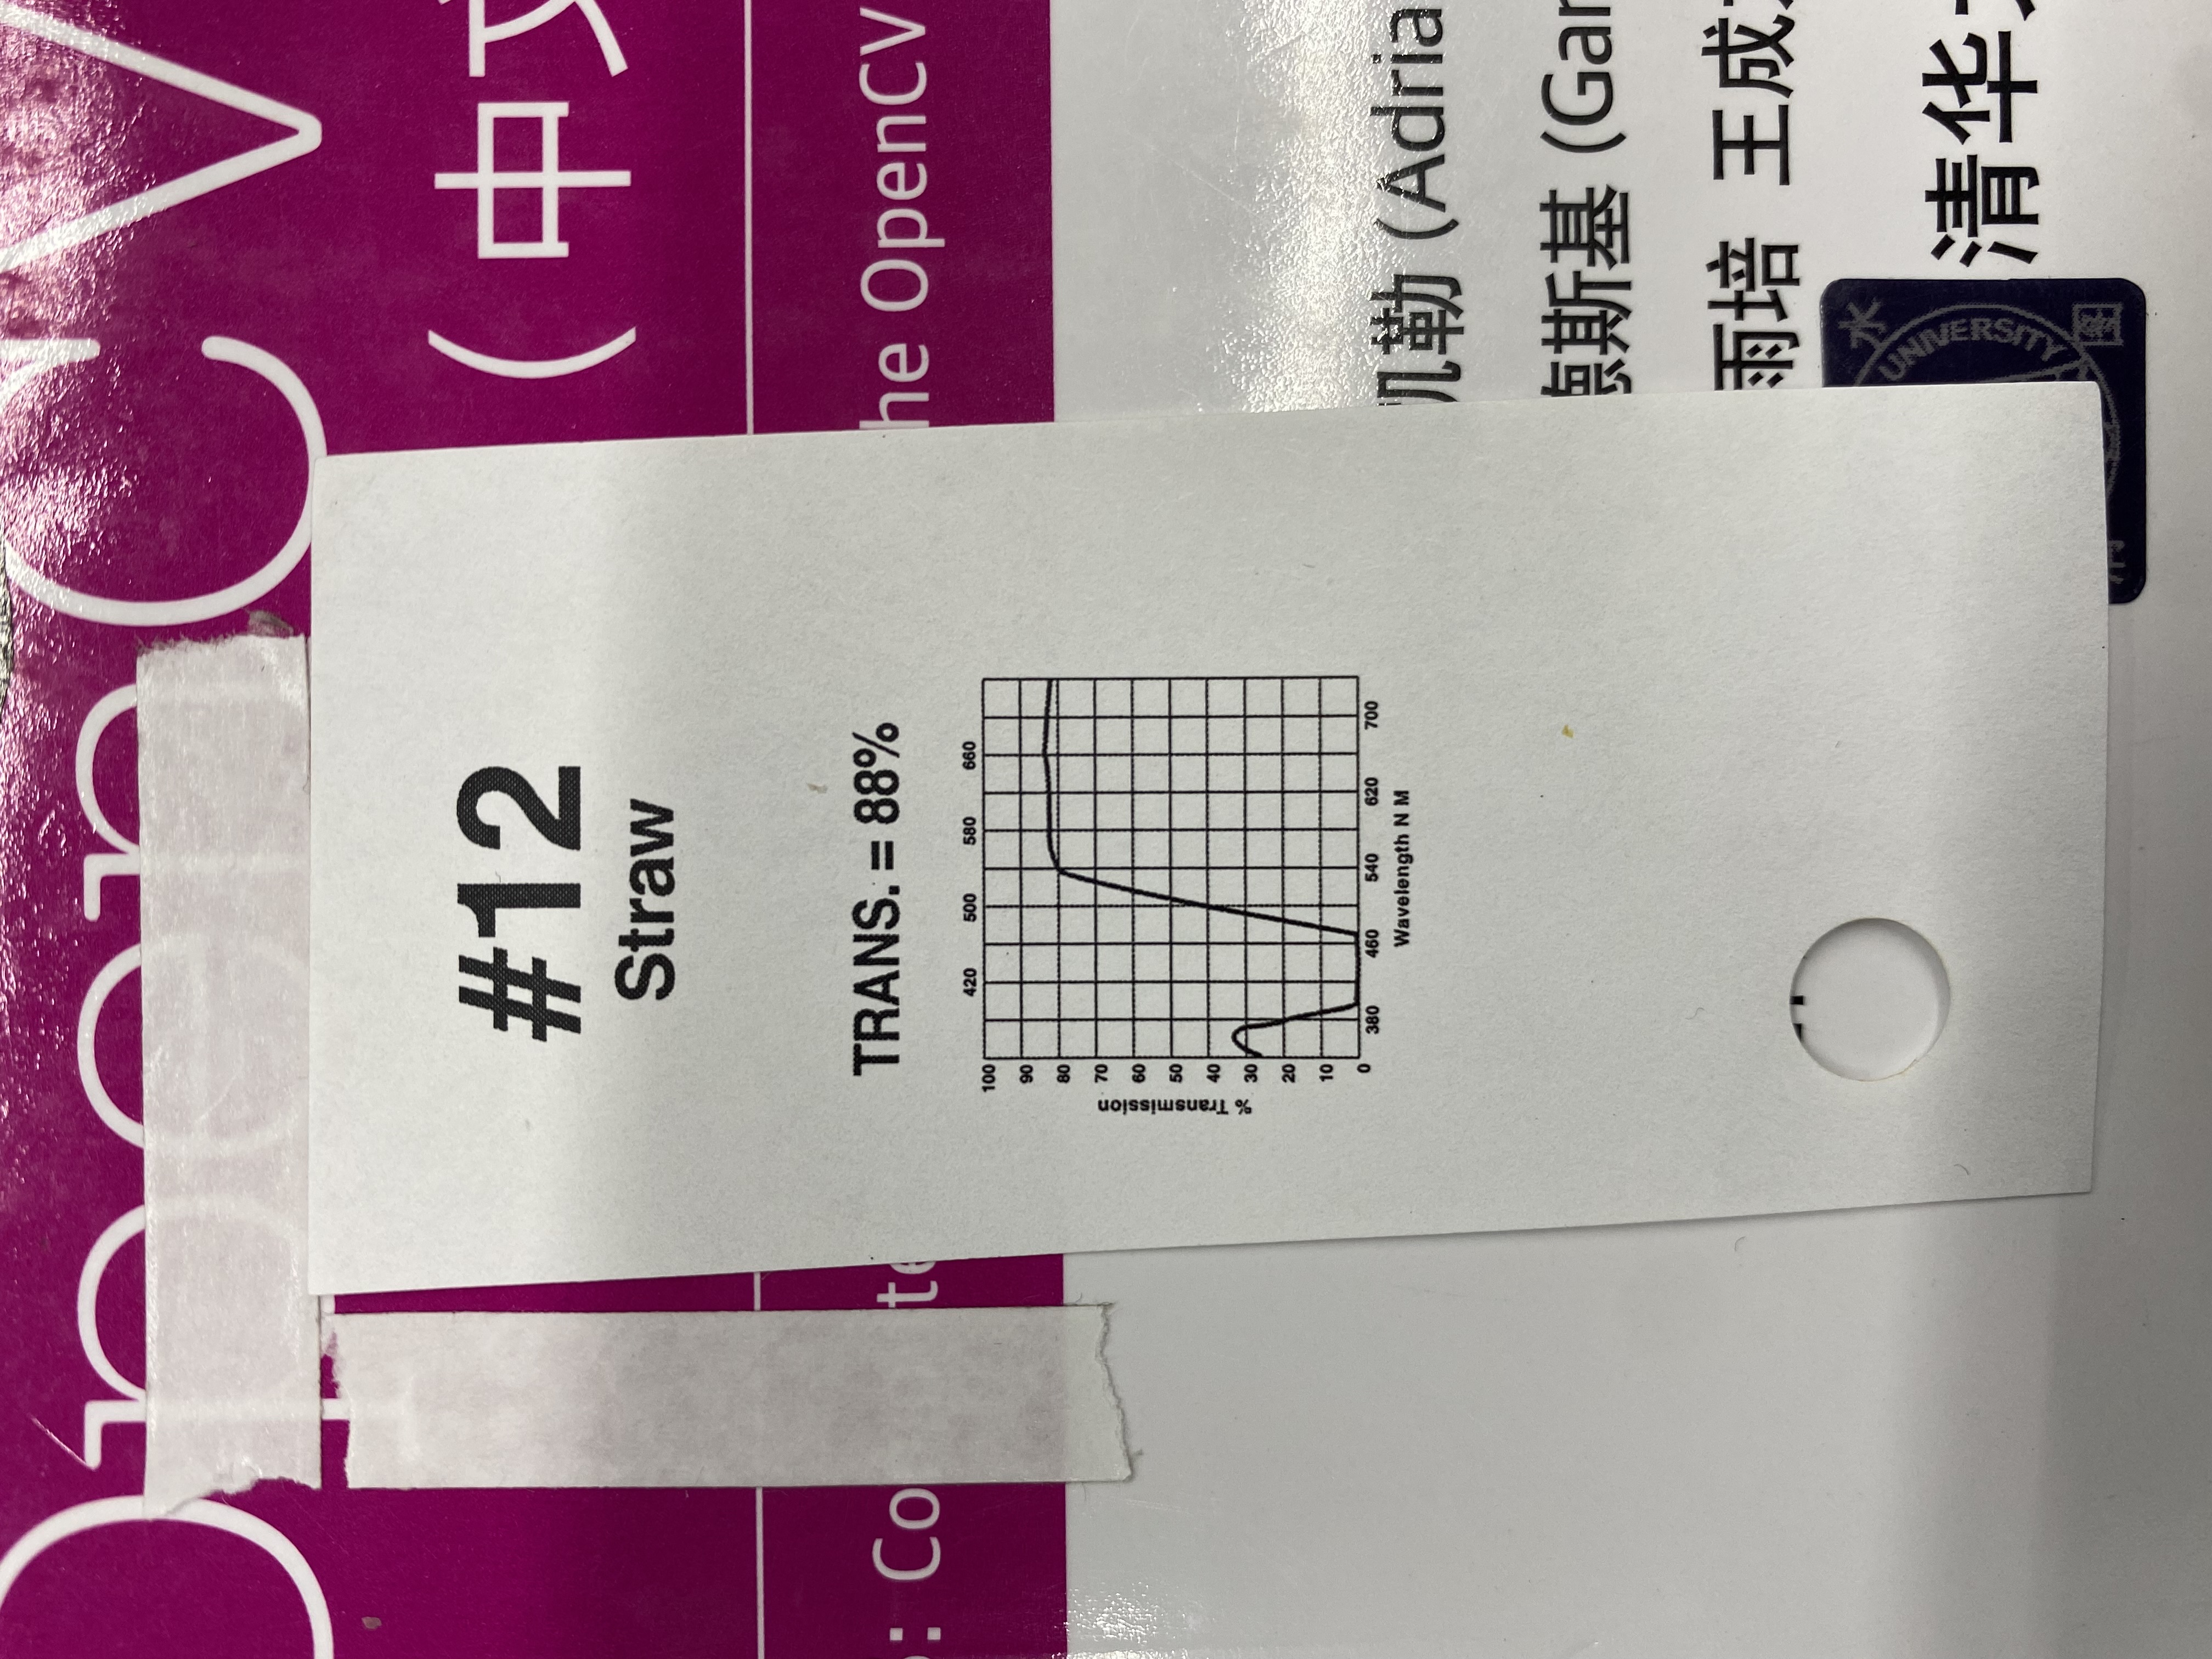 OpenCV
(中
#12
Straw
: Co te he OpenCV
TRANS. = 88%
420 500 580 660
100
90
80
70
60
50
40
30
20
10
0
% Transmission
380 460 540 620 700
Wavelength N M
凯勒 (Adria
德斯基 (Gar
雨培 王成
水
UNIVERSITY
清华